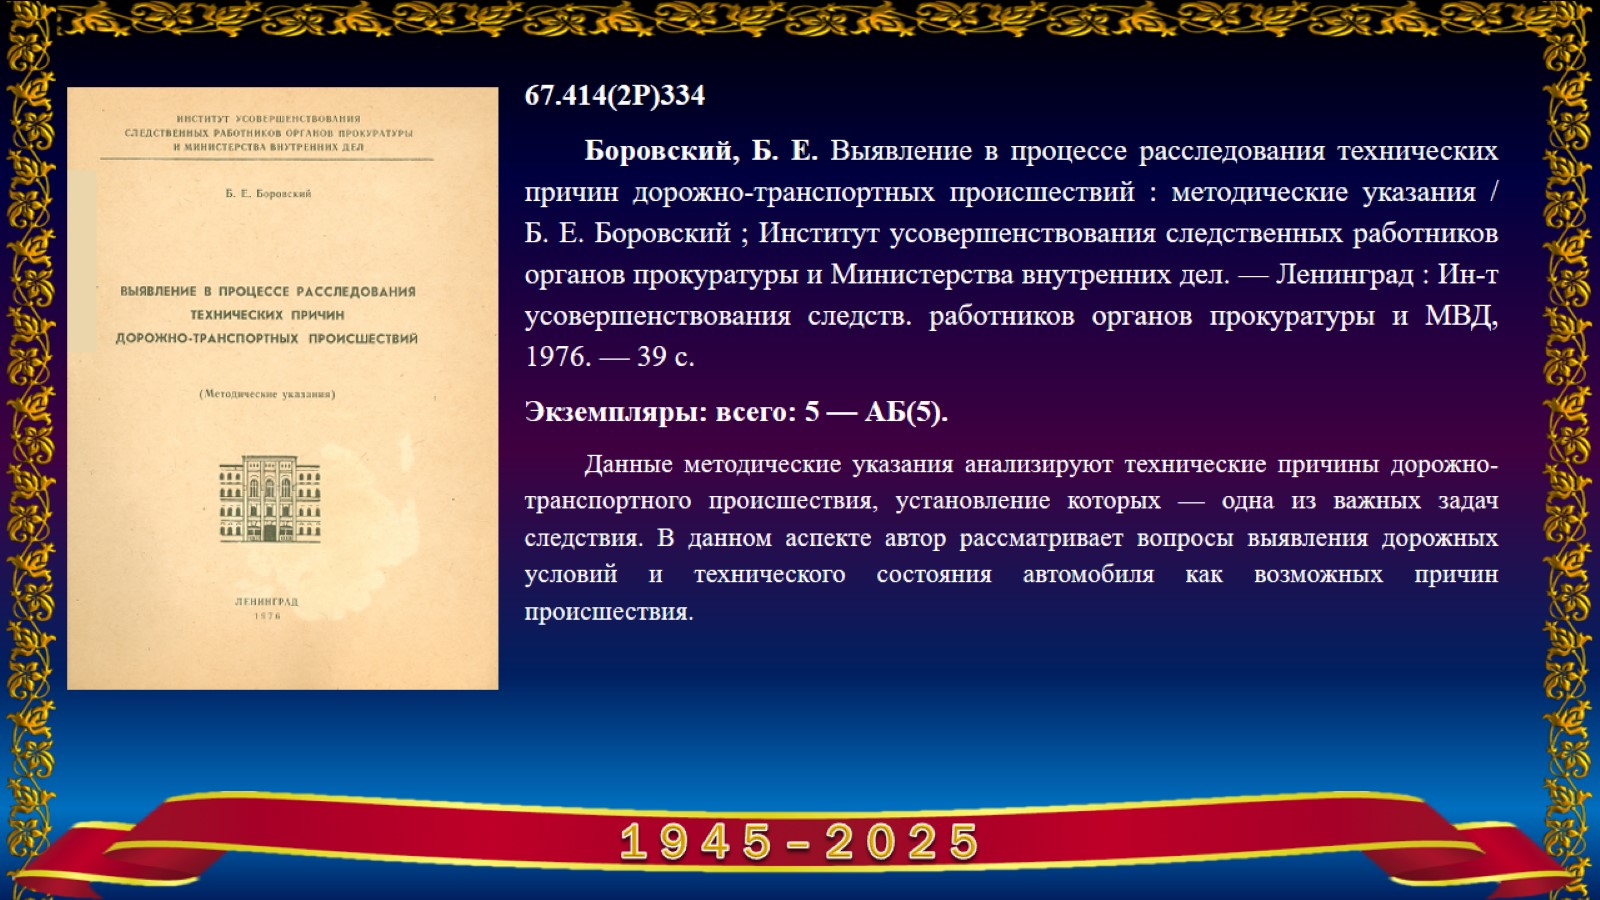 ИНСТИТУТ УСОВЕРШЕНСТВОВАНИЯ
СЛЕДСТВЕННЫХ РАБОТНИКОВ ОРГАНОВ ПРОКУРАТУРЫ
И МИНИСТЕРСТВА ВНУТРЕННИХ ДЕЛ
Б. Е. Боровский
ВЫЯВЛЕНИЕ В ПРОЦЕССЕ РАССЛЕДОВАНИЯ
ТЕХНИЧЕСКИХ ПРИЧИН
ДОРОЖНО-ТРАНСПОРТНЫХ ПРОИСШЕСТВИЙ
(Методические указания)
ЛЕНИНГРАД
1976
67.414(2Р)334
Боровский, Б. Е. Выявление в процессе расследования технических
причин дорожно-транспортных происшествий : методические указания /
Б. Е. Боровский ; Институт усовершенствования следственных работников
органов прокуратуры и Министерства внутренних дел. — Ленинград : Ин-т
усовершенствования следств. работников органов прокуратуры и МВД,
1976. — 39 с.
Экземпляры: всего: 5 — АБ(5).
Данные методические указания анализируют технические причины дорожно-
транспортного происшествия, установление которых — одна из важных задач
следствия. В данном аспекте автор рассматривает вопросы выявления дорожных
условий и технического состояния автомобиля как возможных причин
происшествия.
1945–2025